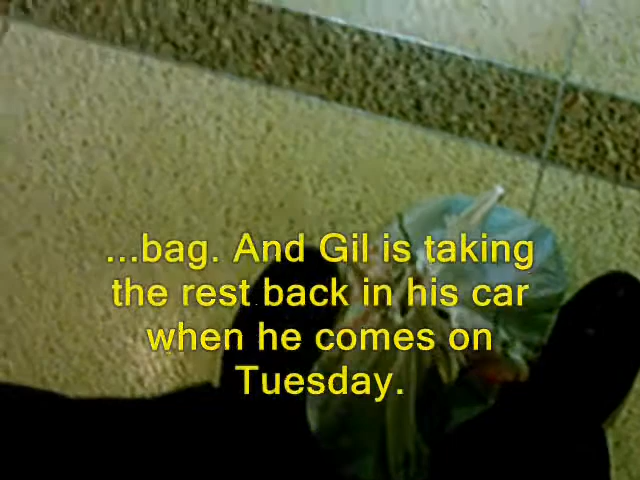 ...bag. And Gil is taking
the rest back in his car
when he comes on
Tuesday.